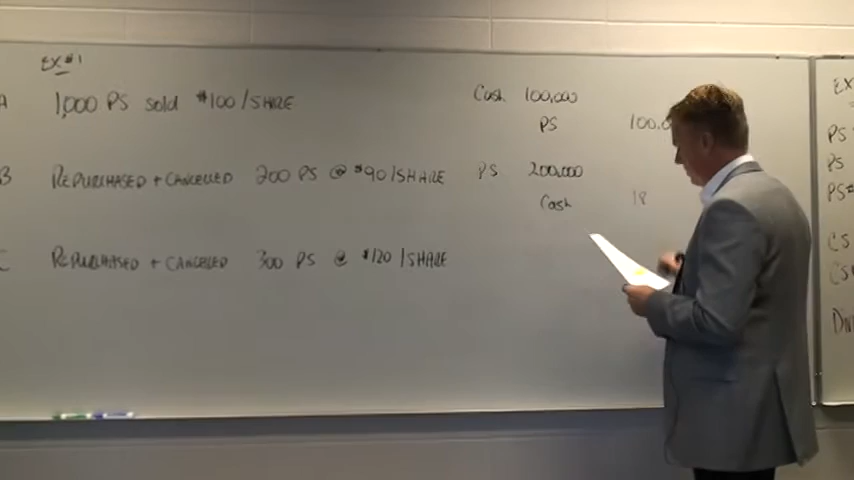 EX #1
A 1,000 PS sold $100/SHARE Cash 100,000
PS 100,0
B REPURCHASED + CANCELLED 200 PS @ $90/SHARE PS 200,000
Cash 18
C REPURCHASED + CANCELLED 300 PS @ $120/SHARE
EX
PS
PS
PS
CS
CS
DIV